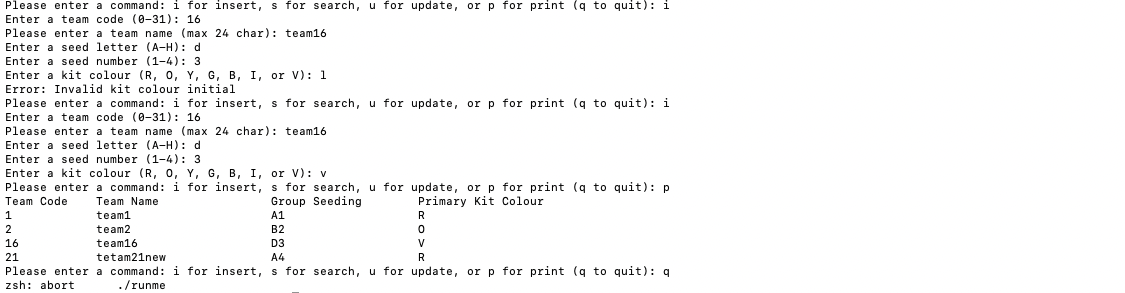 Please enter a command: i for insert, s for search, u for update, or p for print (q to quit): i
Enter a team code (0-31): 16
Please enter a team name (max 24 char): team16
Enter a seed letter (A-H): d
Enter a seed number (1-4): 3
Enter a kit colour (R, O, Y, G, B, I, or V): l
Error: Invalid kit colour initial
Please enter a command: i for insert, s for search, u for update, or p for print (q to quit): i
Enter a team code (0-31): 16
Please enter a team name (max 24 char): team16
Enter a seed letter (A-H): d
Enter a seed number (1-4): 3
Enter a kit colour (R, O, Y, G, B, I, or V): v
Please enter a command: i for insert, s for search, u for update, or p for print (q to quit): p
Team Code    Team Name                Group Seeding        Primary Kit Colour
1            team1                    A1                   R
2            team2                    B2                   O
16           team16                   D3                   V
21           tetam21new               A4                   R
Please enter a command: i for insert, s for search, u for update, or p for print (q to quit): q
zsh: abort      ./runme